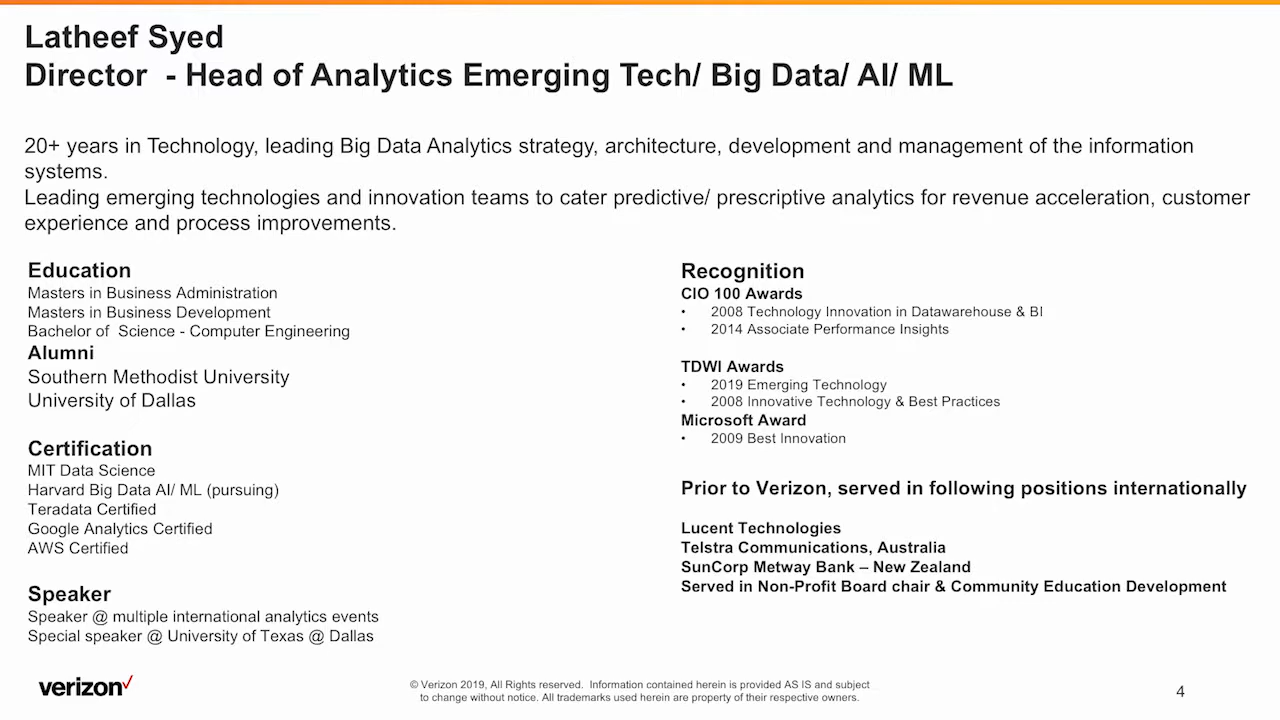 Latheef Syed
Director - Head of Analytics Emerging Tech/ Big Data/ AI/ ML
20+ years in Technology, leading Big Data Analytics strategy, architecture, development and management of the information
systems.
Leading emerging technologies and innovation teams to cater predictive/ prescriptive analytics for revenue acceleration, customer
experience and process improvements.
Education
Masters in Business Administration
Masters in Business Development
Bachelor of Science - Computer Engineering
Alumni
Southern Methodist University
University of Dallas
Certification
MIT Data Science
Harvard Big Data AI/ ML (pursuing)
Teradata Certified
Google Analytics Certified
AWS Certified
Speaker
Speaker @ multiple international analytics events
Special speaker @ University of Texas @ Dallas
Recognition
CIO 100 Awards
• 2008 Technology Innovation in Datawarehouse & BI
• 2014 Associate Performance Insights
TDWI Awards
• 2019 Emerging Technology
• 2008 Innovative Technology & Best Practices
Microsoft Award
• 2009 Best Innovation
Prior to Verizon, served in following positions internationally
Lucent Technologies
Telstra Communications, Australia
SunCorp Metway Bank – New Zealand
Served in Non-Profit Board chair & Community Education Development
verizon✓
© Verizon 2019, All Rights reserved. Information contained herein is provided AS IS and subject
to change without notice. All trademarks used herein are property of their respective owners.
4